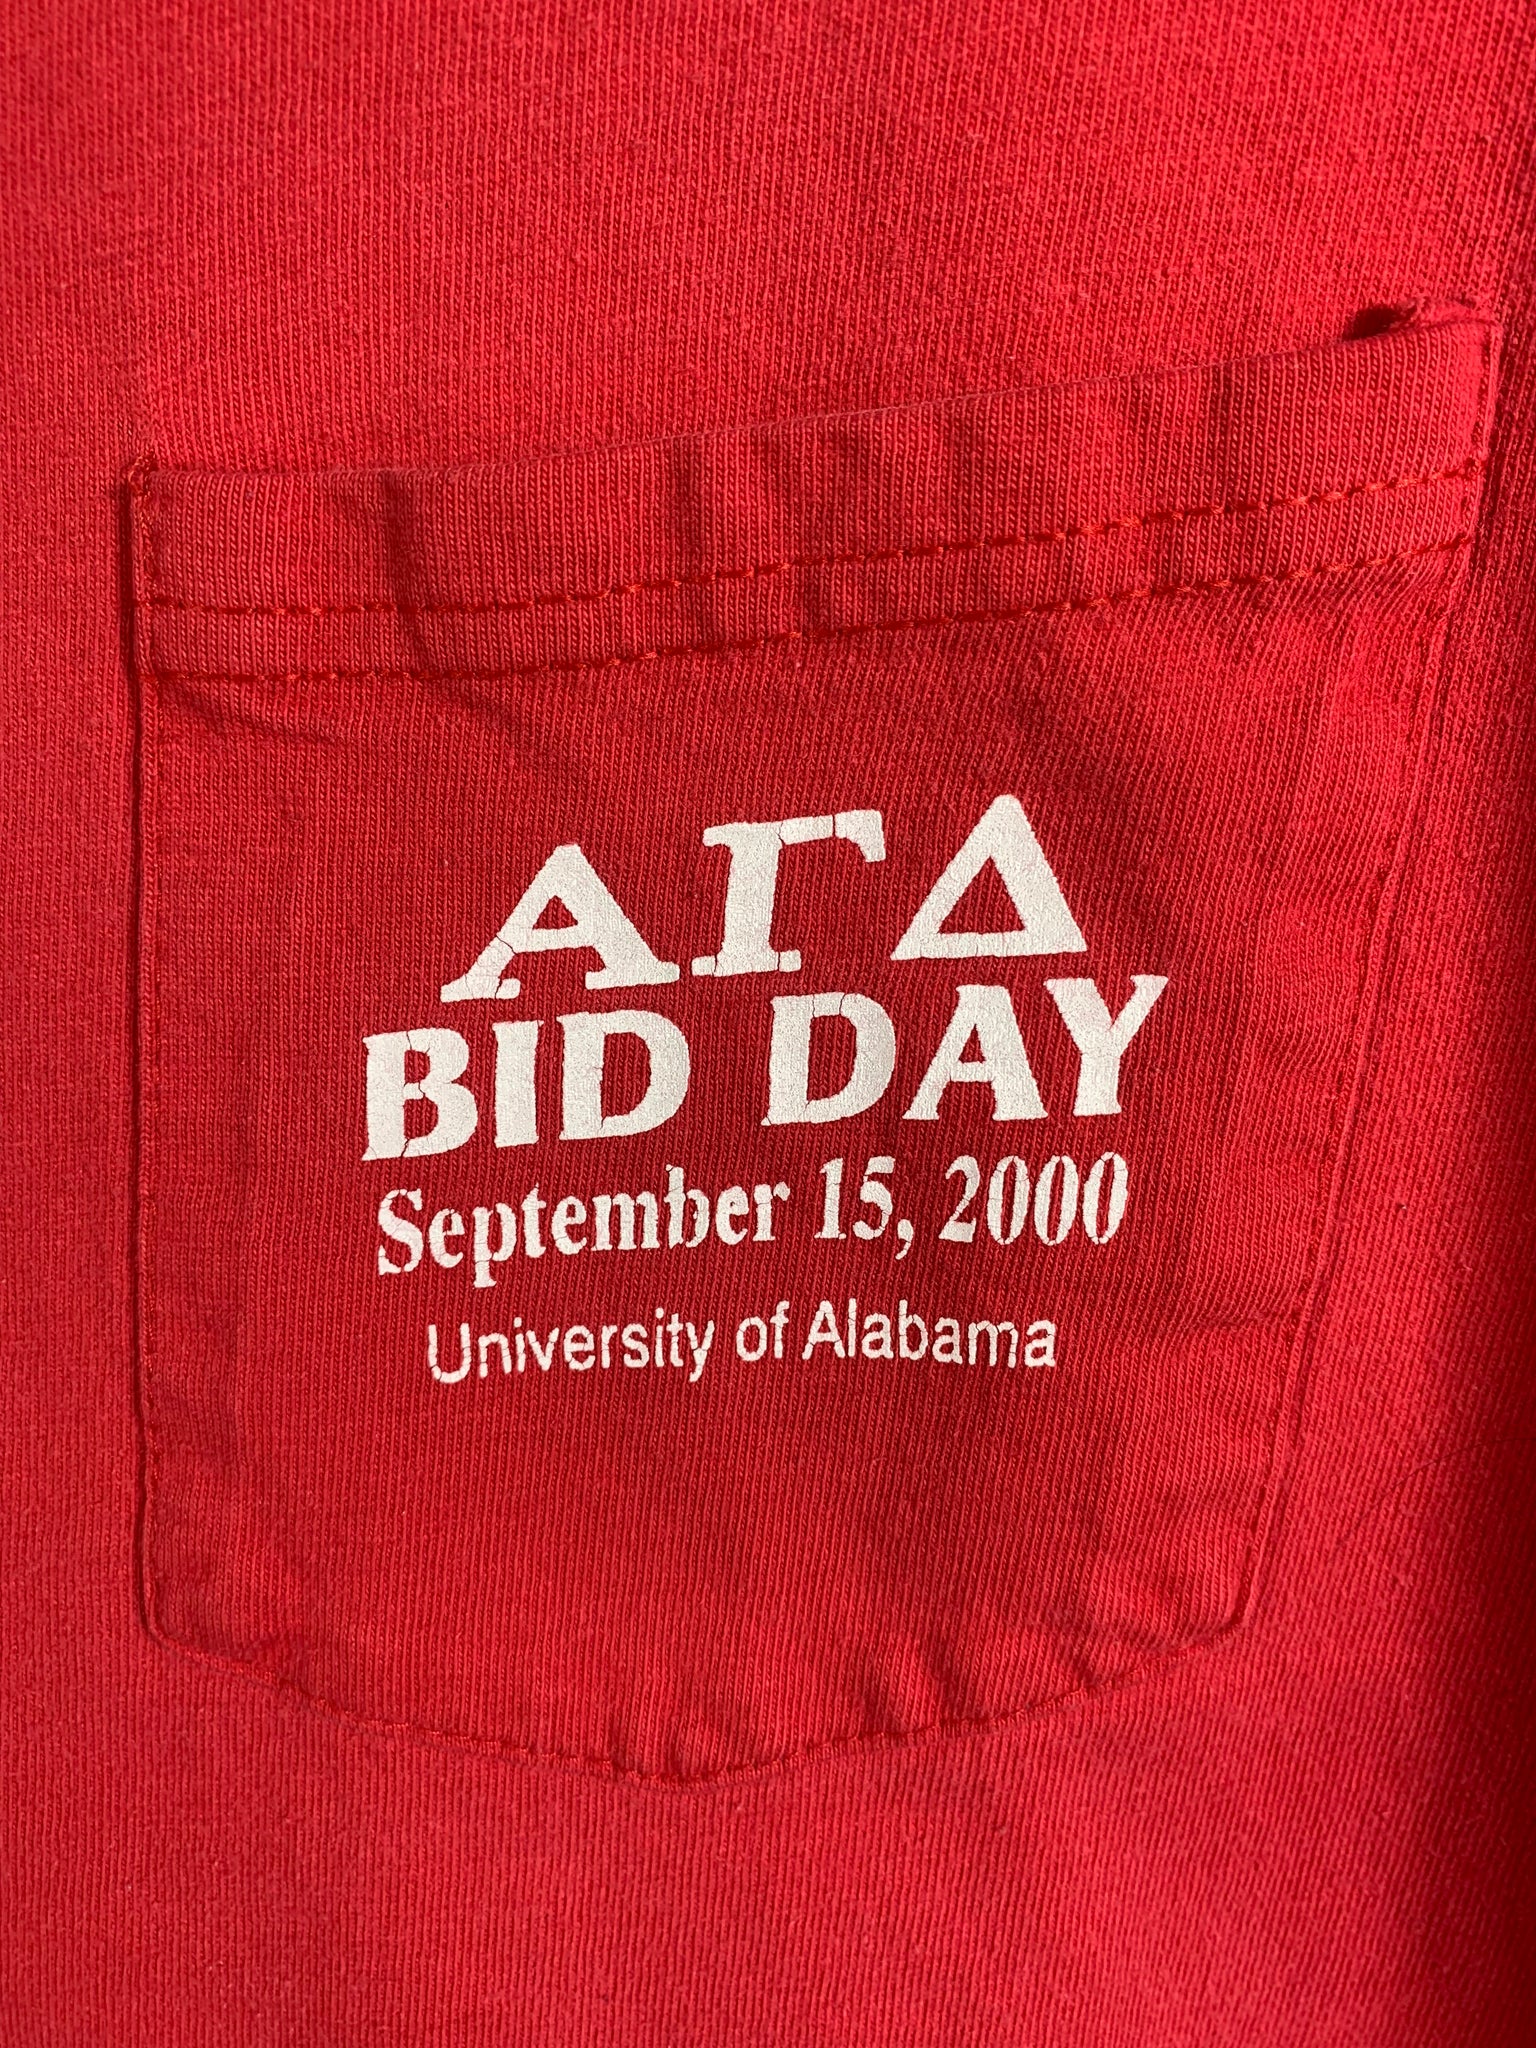 ΑΓΔ
BID DAY
September 15, 2000
University of Alabama